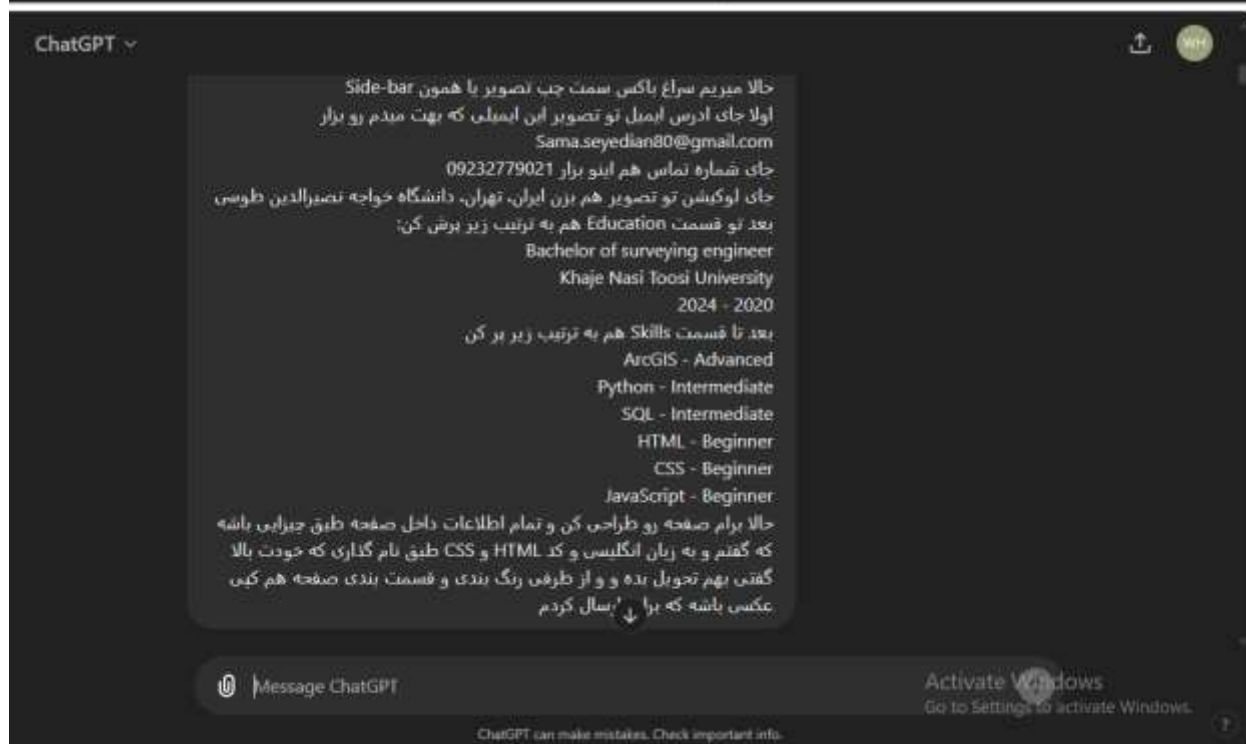 ChatGPT
WH
حالا میریم سراغ باکس سمت چپ تصویر یا همون Side-bar
اولا جای ادرس ایمیل تو تصویر این ایمیلی که بهت میدم رو بزار
Sama.seyedian80@gmail.com
جای شماره تماس هم اینو بزار 09232779021
جای لوکیشن تو تصویر هم بزن ایران، تهران، دانشگاه خواجه نصیرالدین طوسی
بعد تو قسمت Education هم به ترتیب زیر پرش کن:
Bachelor of surveying engineer
Khaje Nasi Toosi University
2024 - 2020
بعد تا قسمت Skills هم به ترتیب زیر پر کن
ArcGIS - Advanced
Python - Intermediate
SQL - Intermediate
HTML - Beginner
CSS - Beginner
JavaScript - Beginner
حالا برام صفحه رو طراحی کن و تمام اطلاعات داخل صفحه طبق چیزایی باشه
که گفتم و به زبان انگلیسی و کد HTML و CSS طبق نام گذاری که خودت بالا
گفتی بهم تحویل بده و و از طرفی رنگ بندی و قسمت بندی صفحه هم کپی
عکسی باشه که ارسال کردم
Message ChatGPT
Activate Windows
Go to Settings to activate Windows.
ChatGPT can make mistakes. Check important info.
?